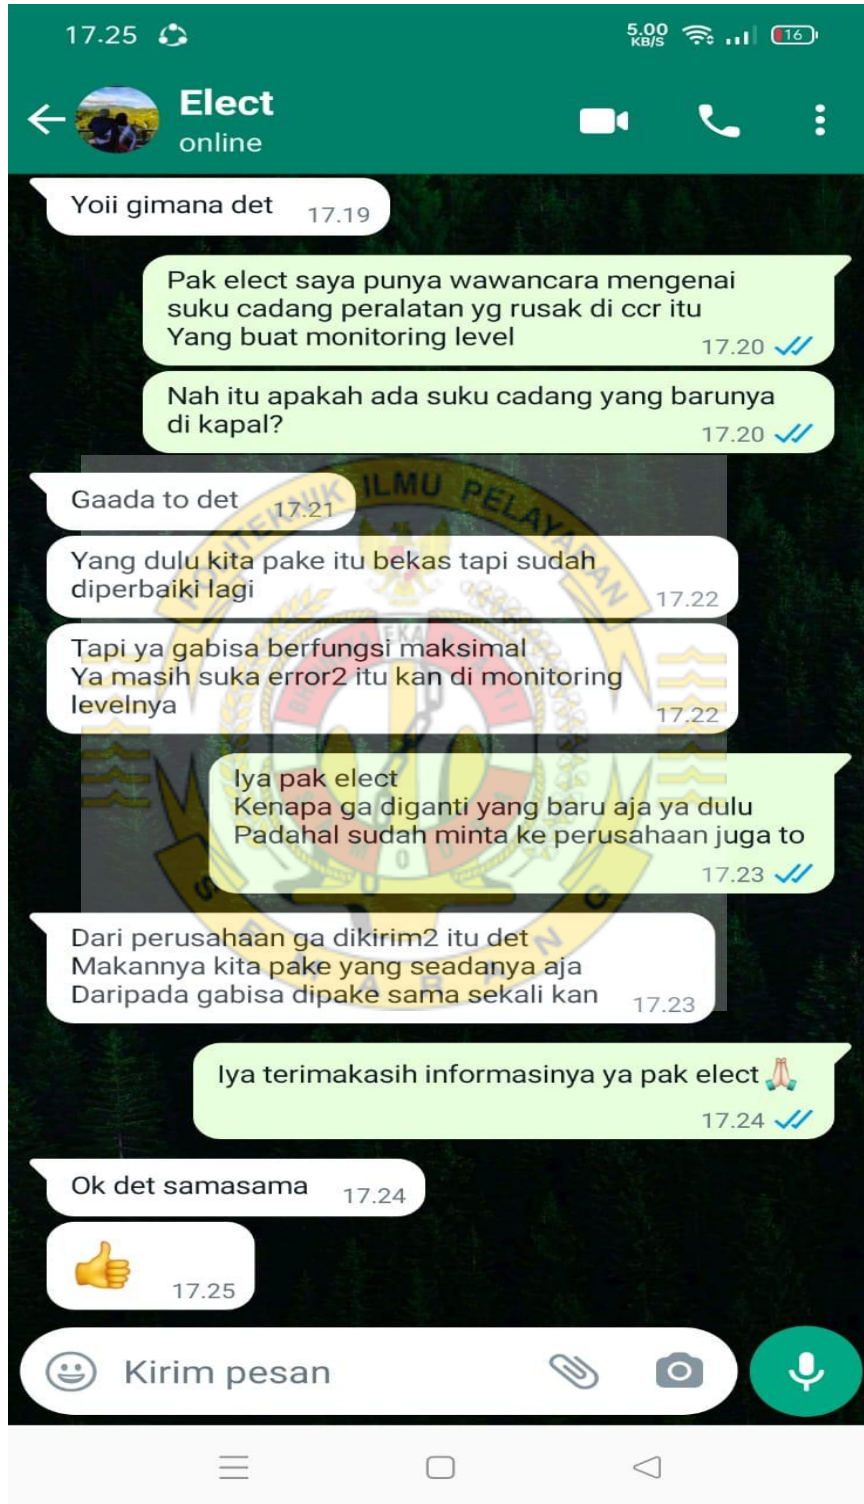 17.25
5.00
KB/S
16
Elect
online
Yoii gimana det 17.19
Pak elect saya punya wawancara mengenai
suku cadang peralatan yg rusak di ccr itu
Yang buat monitoring level
17.20
Nah itu apakah ada suku cadang yang barunya
di kapal?
17.20
Gaada to det 17.21
Yang dulu kita pake itu bekas tapi sudah
diperbaiki lagi
17.22
Tapi ya gabisa berfungsi maksimal
Ya masih suka error2 itu kan di monitoring
levelnya
17.22
Iya pak elect
Kenapa ga diganti yang baru aja ya dulu
Padahal sudah minta ke perusahaan juga to
17.23
Dari perusahaan ga dikirim2 itu det
Makannya kita pake yang seadanya aja
Daripada gabisa dipake sama sekali kan 17.23
Iya terimakasih informasinya ya pak elect 🙏
17.24
Ok det samasama 17.24
👍 17.25
Kirim pesan
POLITEKNIK ILMU PELAYARAN
SEMARANG